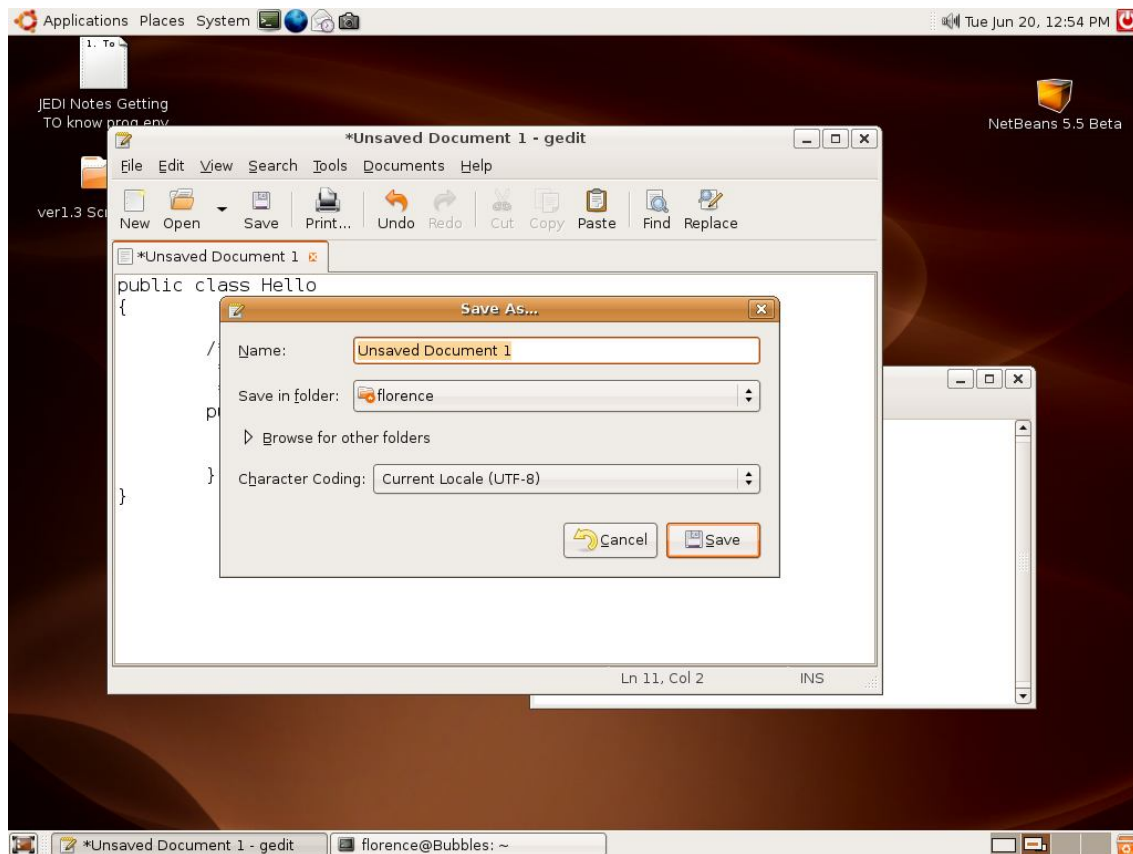 Applications Places System
Tue Jun 20, 12:54 PM
1. To
JEDI Notes Getting
TO know prog env
NetBeans 5.5 Beta
*Unsaved Document 1 - gedit
File Edit View Search Tools Documents Help
ver1.3
New Open Save Print... Undo Redo Cut Copy Paste Find Replace
*Unsaved Document 1
public class Hello
{
Save As...
/*
Name: Unsaved Document 1
Save in folder: florence
Browse for other folders
}
Character Coding: Current Locale (UTF-8)
}
Cancel Save
Ln 11, Col 2 INS
*Unsaved Document 1 - gedit
florence@Bubbles: ~